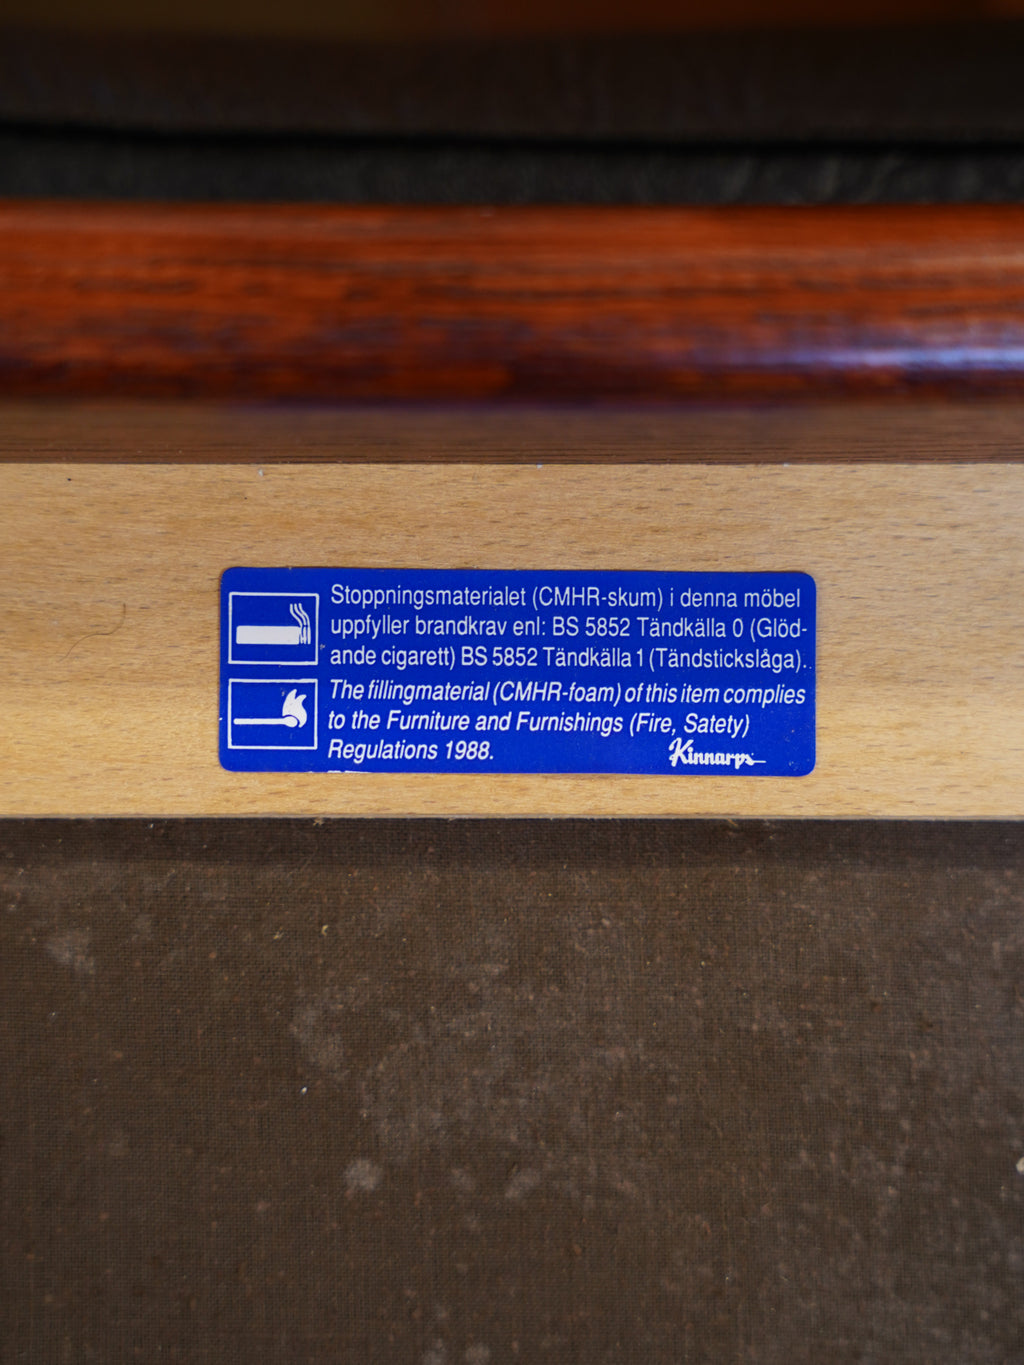 Stoppningsmaterialet (CMHR-skum) i denna möbel
uppfyller brandkrav enl: BS 5852 Tändkälla 0 (Glöd-
ande cigarett) BS 5852 Tändkälla 1 (Tändstickslåga).
The fillingmaterial (CMHR-foam) of this item complies
to the Furniture and Furnishings (Fire, Satety)
Regulations 1988.
Kinnarps